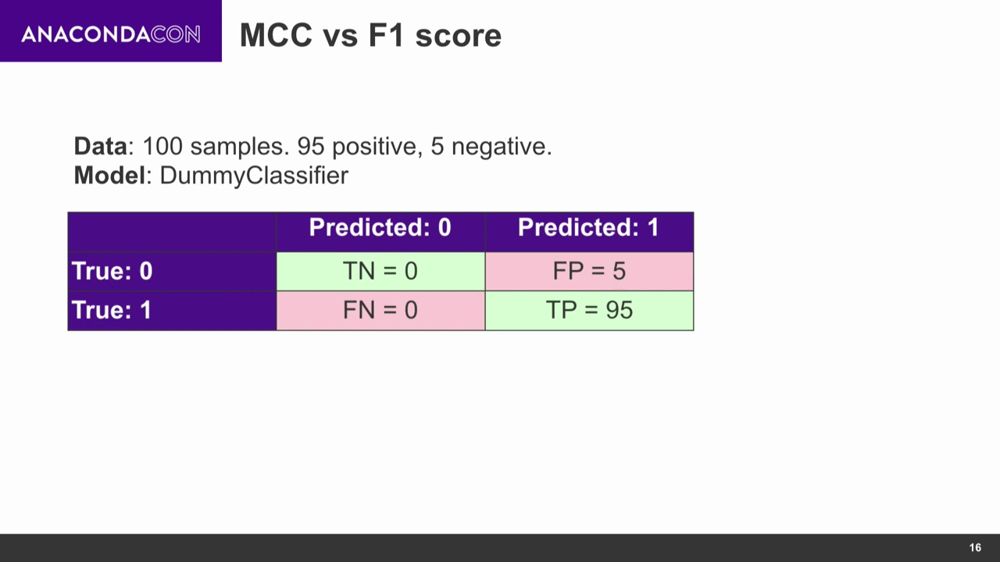 ANACONDACON
MCC vs F1 score
Data: 100 samples. 95 positive, 5 negative.
Model: DummyClassifier
Predicted: 0 Predicted: 1
True: 0 TN = 0 FP = 5
True: 1 FN = 0 TP = 95
16